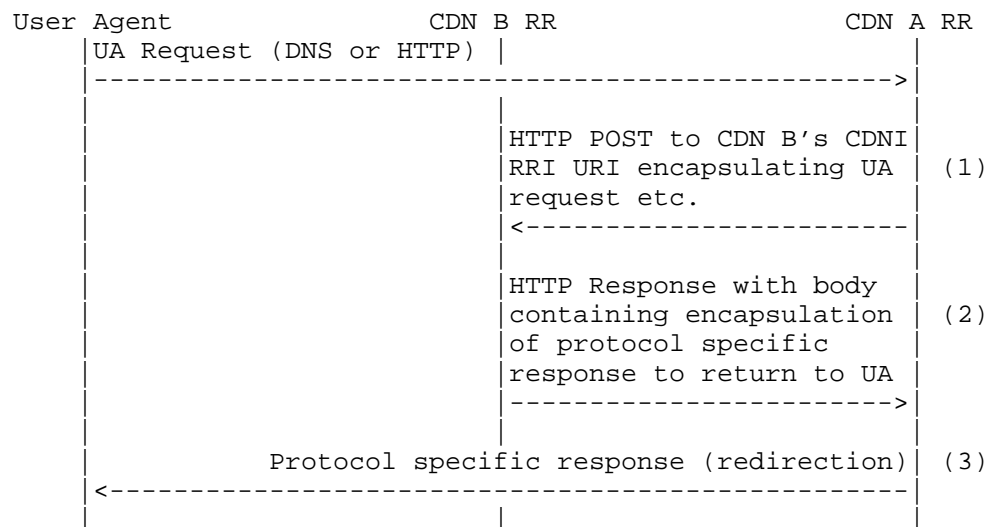 User Agent CDN B RR CDN A RR
UA Request (DNS or HTTP)
HTTP POST to CDN B's CDNI
RRI URI encapsulating UA (1)
request etc.
HTTP Response with body
containing encapsulation (2)
of protocol specific
response to return to UA
Protocol specific response (redirection) (3)